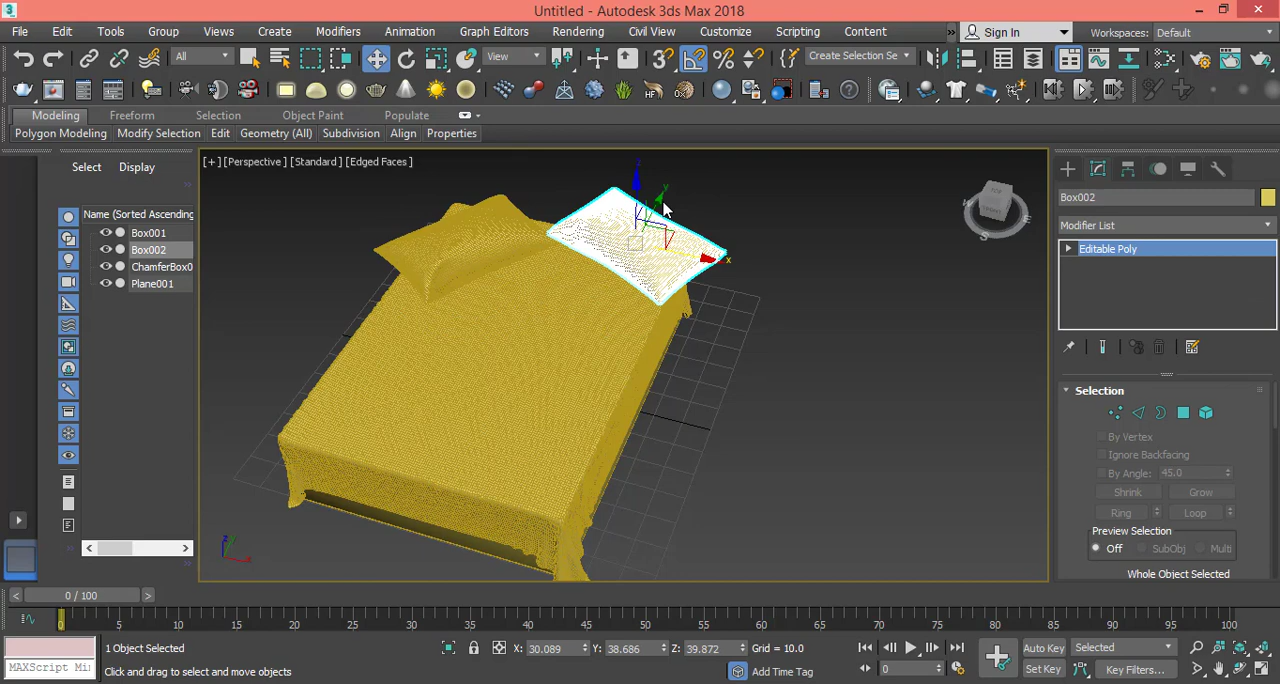 3 Untitled - Autodesk 3ds Max 2018
File Edit Tools Group Views Create Modifiers Animation Graph Editors Rendering Civil View Customize Scripting Content » Sign In Workspaces: Default
All View Create Selection Se
Modeling Freeform Selection Object Paint Populate
Polygon Modeling Modify Selection Edit Geometry (All) Subdivision Align Properties
[+] [Perspective] [Standard] [Edged Faces]
Select Display
Name (Sorted Ascending
Box001
Box002
ChamferBox0
Plane001
z
y
x
TOP
W
E
S
Box002
Modifier List
Editable Poly
Selection
By Vertex
Ignore Backfacing
By Angle: 45.0
Shrink Grow
Ring Loop
Preview Selection
Off SubObj Multi
Whole Object Selected
0 / 100
0 5 10 15 20 25 30 35 40 45 50 55 60 65 70 75 80 85 90 95 100
1 Object Selected X: 30.089 Y: 38.686 Z: 39.872 Grid = 10.0 Auto Key Selected
MAXScript Mi Click and drag to select and move objects Add Time Tag 0 Set Key Key Filters...